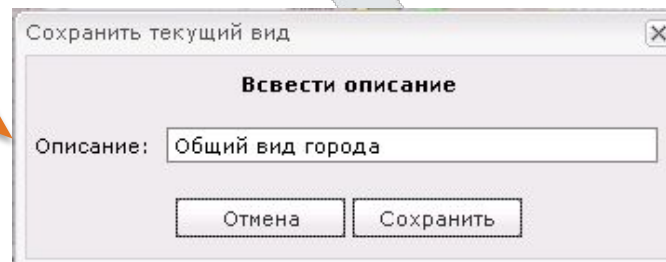 Сохранить текущий вид
Всвести описание
Описание: Общий вид города
Отмена Сохранить